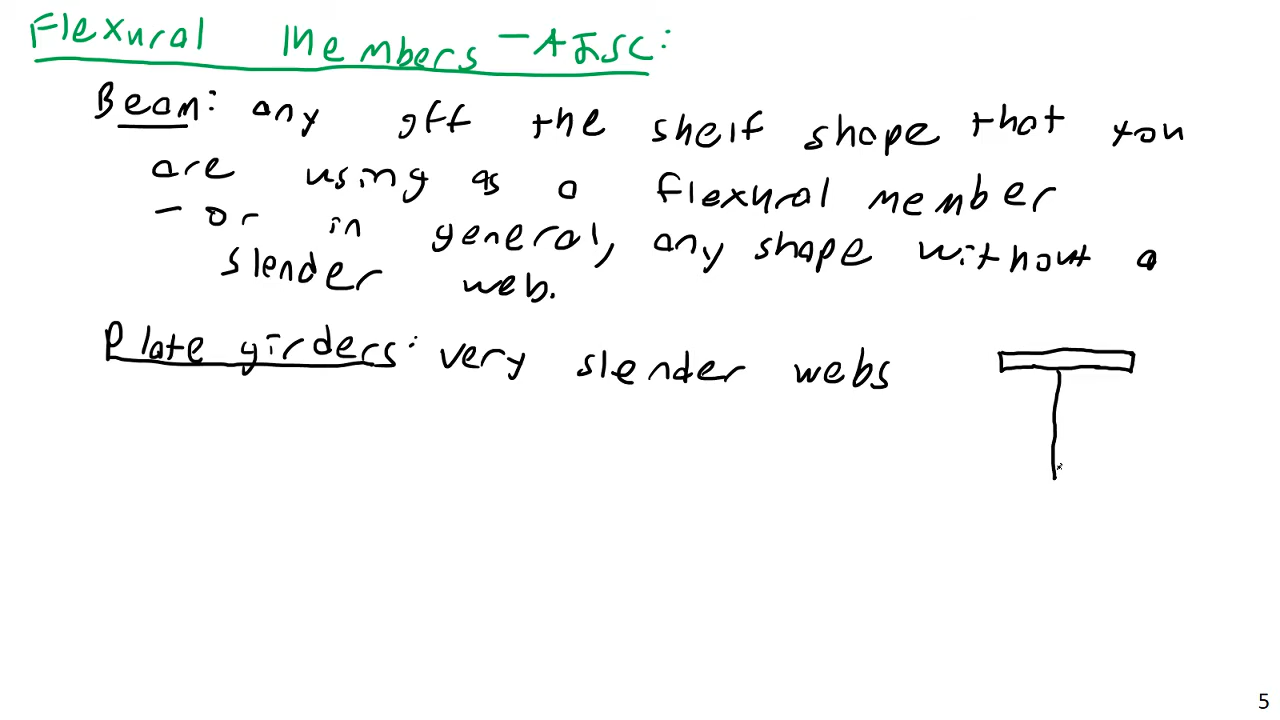 Flexural Members - AISC:
Beam: any off the shelf shape that you
are using as a flexural member
- or in general, any shape without a
slender web.
Plate girders: very slender webs
5